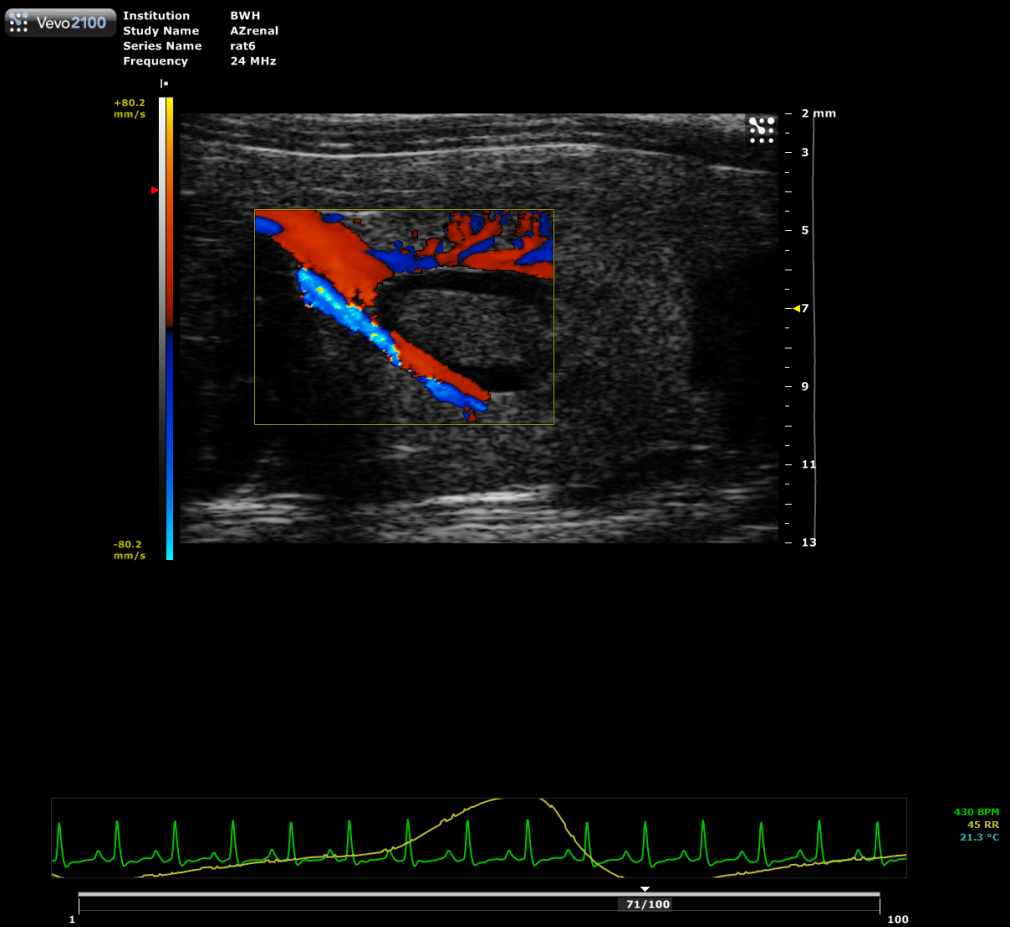 Vevo2100
Institution BWH
Study Name AZrenal
Series Name rat6
Frequency 24 MHz
+80.2
mm/s
2 mm
3
5
7
9
11
13
-80.2
mm/s
430 BPM
45 RR
21.3 °C
71/100
1 100